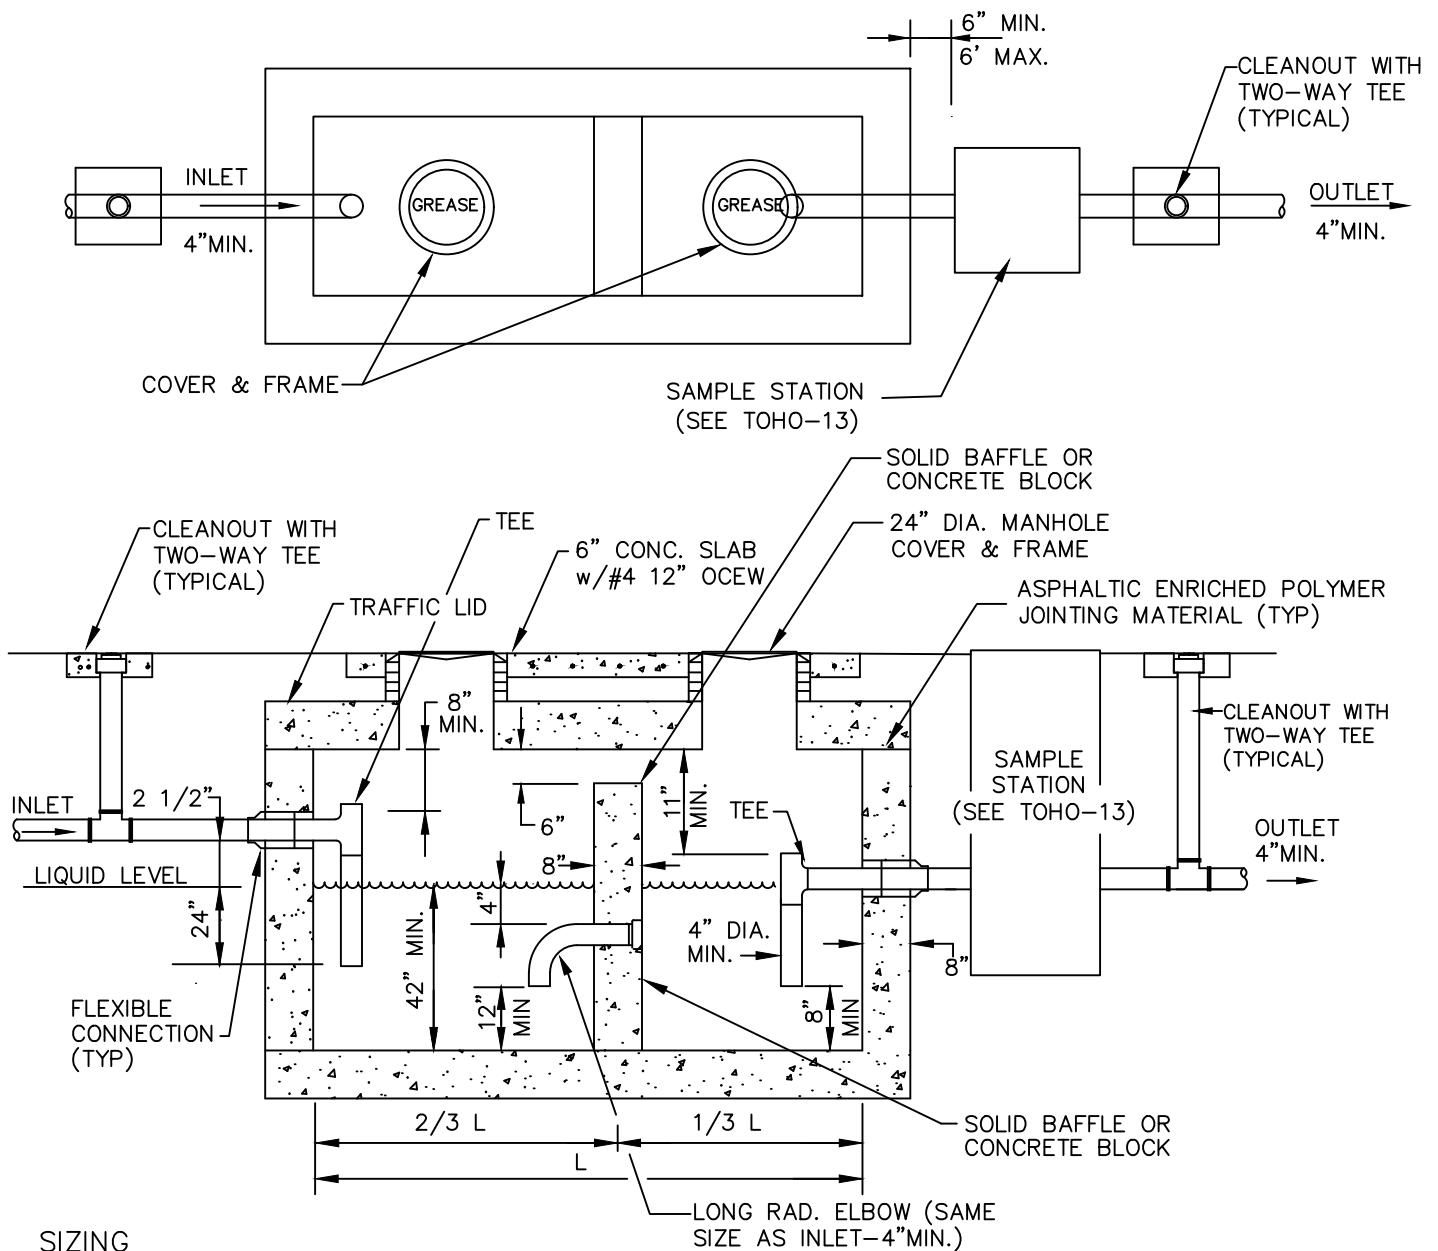 6" MIN.
6' MAX.
CLEANOUT WITH
TWO-WAY TEE
(TYPICAL)
INLET
4"MIN.
GREASE
GREASE
OUTLET
4"MIN.
COVER & FRAME
SAMPLE STATION
(SEE TOHO-13)
SOLID BAFFLE OR
CONCRETE BLOCK
CLEANOUT WITH
TWO-WAY TEE
(TYPICAL)
TEE
6" CONC. SLAB
w/#4 12" OCEW
24" DIA. MANHOLE
COVER & FRAME
TRAFFIC LID
ASPHALTIC ENRICHED POLYMER
JOINTING MATERIAL (TYP)
8"
MIN.
CLEANOUT WITH
TWO-WAY TEE
(TYPICAL)
SAMPLE
STATION
(SEE TOHO-13)
INLET
2 1/2"
6"
11"
MIN.
TEE
OUTLET
4"MIN.
LIQUID LEVEL
8"
24"
42" MIN.
4"
4" DIA.
MIN.
8"
12"
MIN
8"
MIN
FLEXIBLE
CONNECTION
(TYP)
2/3 L
1/3 L
L
SOLID BAFFLE OR
CONCRETE BLOCK
LONG RAD. ELBOW (SAME
SIZE AS INLET-4"MIN.)
SIZING